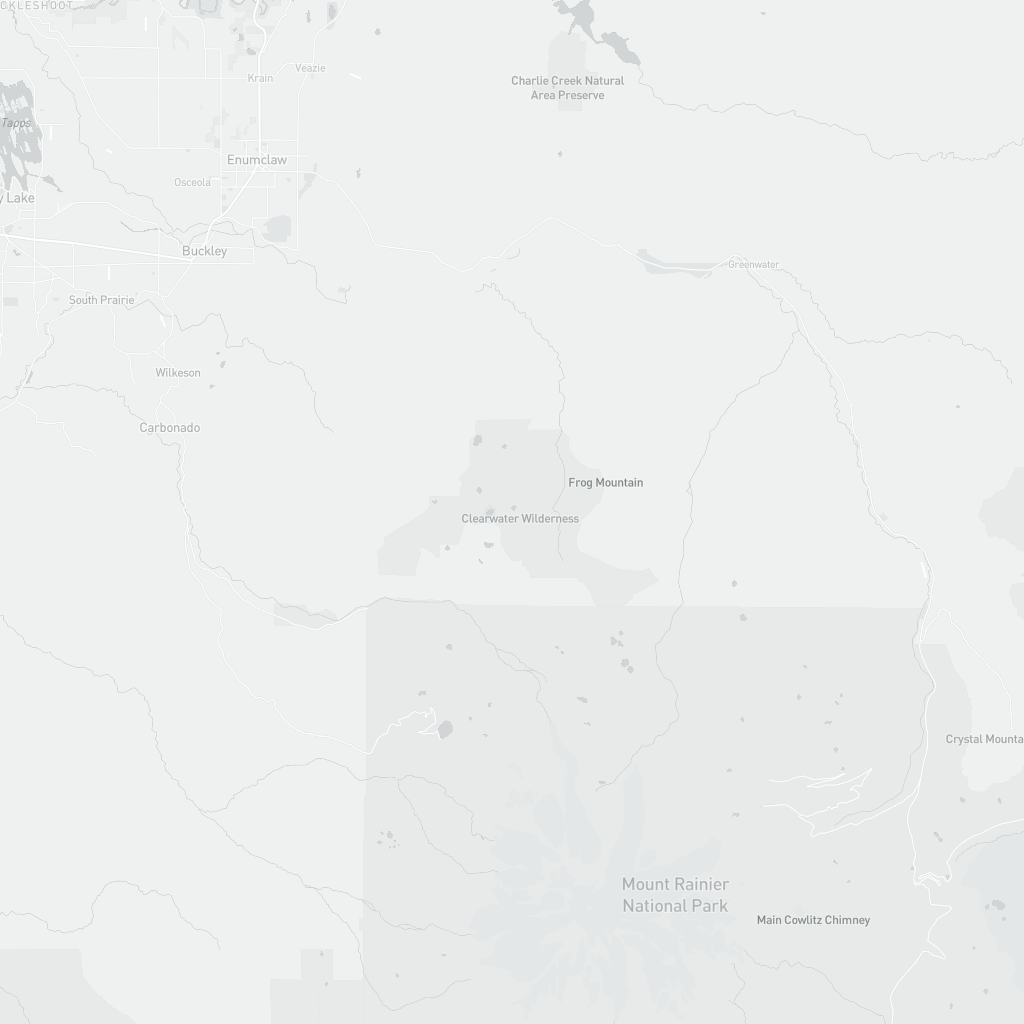 CKLESHOOT
Veazie
Krain
Charlie Creek Natural
Area Preserve
Tapps
Enumclaw
Osceola
y Lake
Buckley
Greenwater
South Prairie
Wilkeson
Carbonado
Frog Mountain
Clearwater Wilderness
Crystal Mounta
Mount Rainier
National Park
Main Cowlitz Chimney